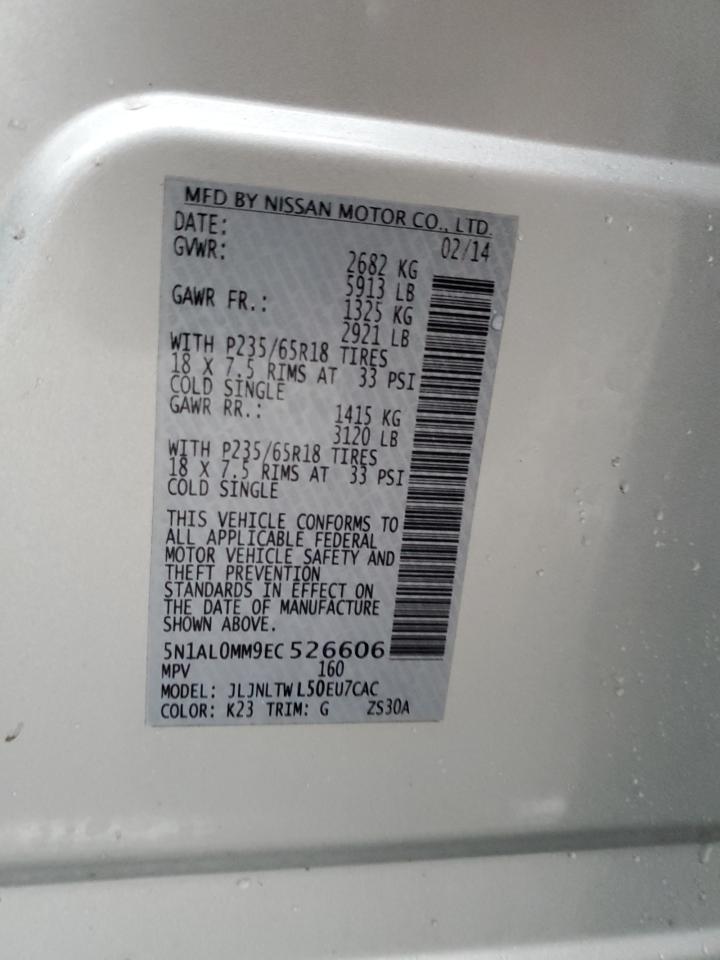 MFD BY NISSAN MOTOR CO., LTD.
DATE: 02/14
GVWR: 2682 KG
5913 LB
GAWR FR.: 1325 KG
2921 LB
WITH P235/65R18 TIRES
18 X 7.5 RIMS AT 33 PSI
COLD SINGLE
GAWR RR.: 1415 KG
3120 LB
WITH P235/65R18 TIRES
18 X 7.5 RIMS AT 33 PSI
COLD SINGLE
THIS VEHICLE CONFORMS TO
ALL APPLICABLE FEDERAL
MOTOR VEHICLE SAFETY AND
THEFT PREVENTION
STANDARDS IN EFFECT ON
THE DATE OF MANUFACTURE
SHOWN ABOVE.
5N1AL0MM9EC 526606
MPV 160
MODEL: JLJNLTW L50EU7CAC
COLOR: K23 TRIM: G ZS30A